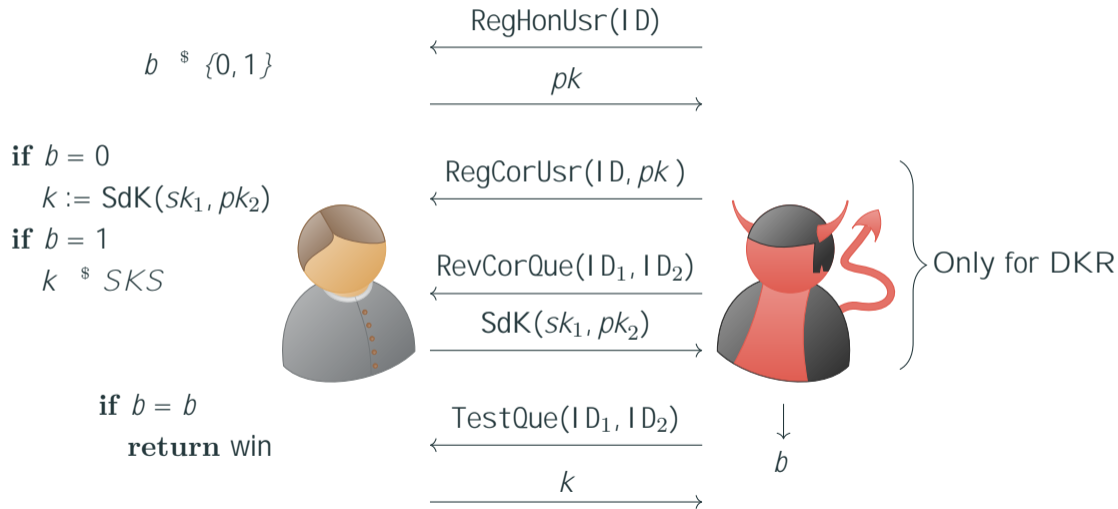 RegHonUsr(ID)
b $ {0, 1}
pk
if b = 0
k := SdK(sk₁, pk₂)
if b = 1
k $ SKS
RegCorUsr(ID, pk)
RevCorQue(ID₁, ID₂)
SdK(sk₁, pk₂)
Only for DKR
if b = b
return win
TestQue(ID₁, ID₂)
b
k